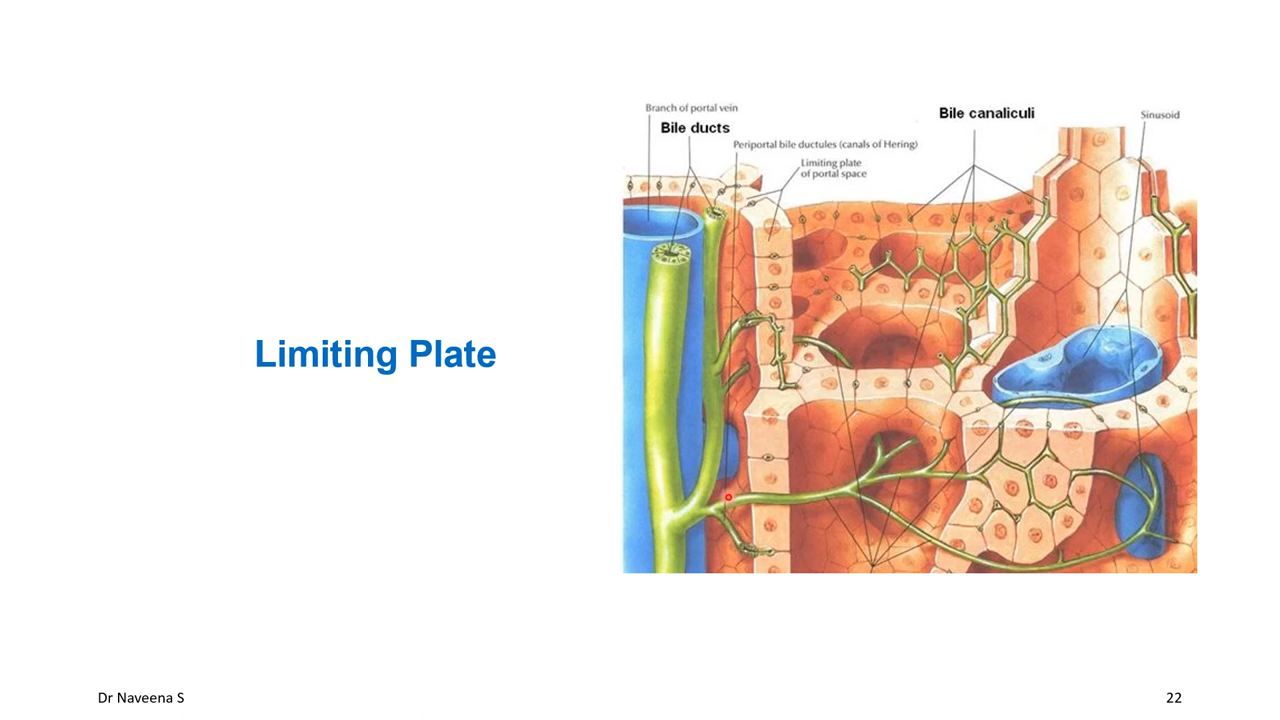 Branch of portal vein
Bile ducts
Periportal bile ductules (canals of Hering)
Limiting plate
of portal space
Bile canaliculi
Sinusoid
Limiting Plate
Dr Naveena S
22